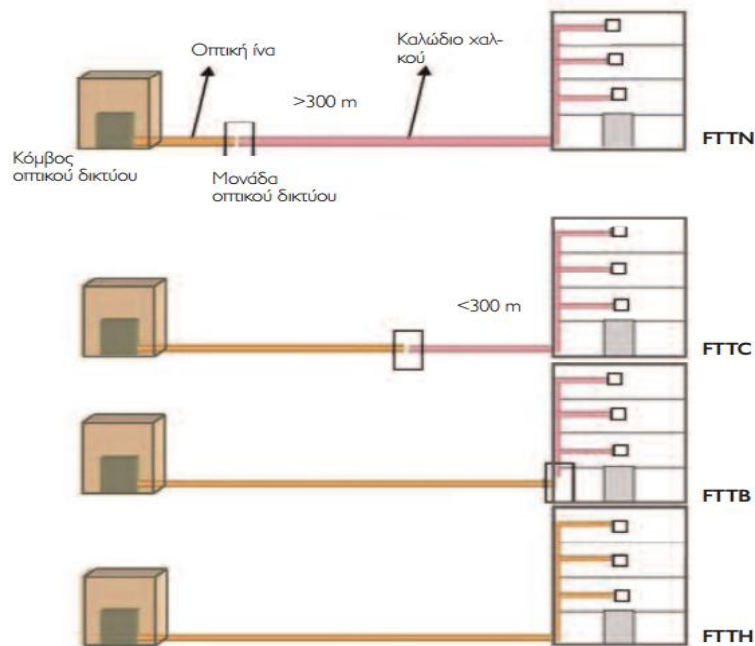 Οπτική ίνα
Καλώδιο χαλ-
κού
>300 m
FTTN
Κόμβος
οπτικού δικτύου
Μονάδα
οπτικού δικτύου
<300 m
FTTC
FTTB
FTTH